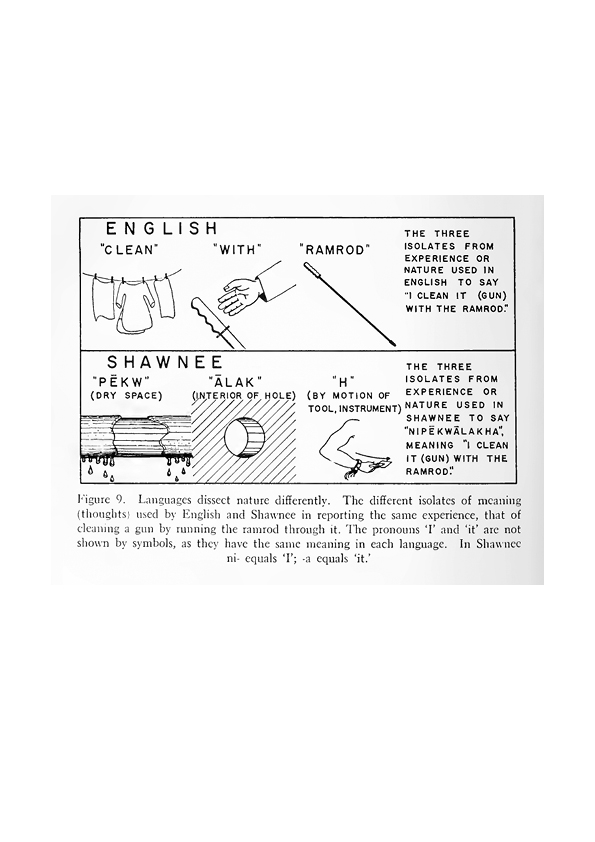 ENGLISH
"CLEAN" "WITH" "RAMROD"
THE THREE
ISOLATES FROM
EXPERIENCE OR
NATURE USED IN
ENGLISH TO SAY
"I CLEAN IT (GUN)
WITH THE RAMROD."
SHAWNEE
"PĒKW" "ĀLAK" "H"
(DRY SPACE) (INTERIOR OF HOLE) (BY MOTION OF
TOOL, INSTRUMENT)
THE THREE
ISOLATES FROM
EXPERIENCE OR
NATURE USED IN
SHAWNEE TO SAY
"NIPĒKWĀLAKHA",
MEANING "I CLEAN
IT (GUN) WITH THE
RAMROD."
Figure 9. Languages dissect nature differently. The different isolates of meaning
(thoughts) used by English and Shawnee in reporting the same experience, that of
cleaning a gun by running the ramrod through it. The pronouns ‘I’ and ‘it’ are not
shown by symbols, as they have the same meaning in each language. In Shawnee
ni- equals ‘I’; -a equals ‘it.’